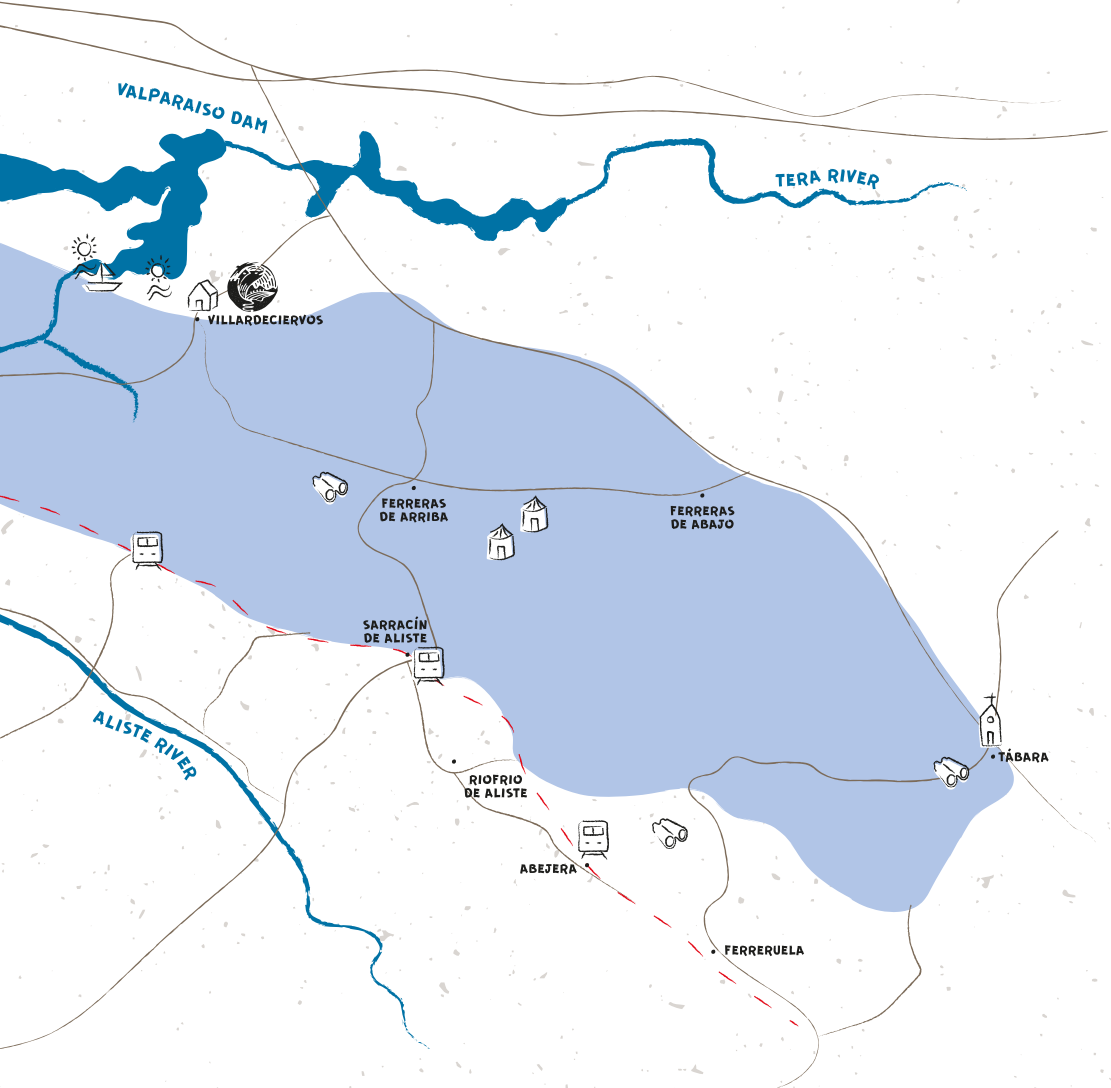 VALPARAISO DAM
TERA RIVER
VILLARDECIERVOS
FERRERAS
DE ARRIBA
FERRERAS
DE ABAJO
SARRACÍN
DE ALISTE
ALISTE RIVER
TÁBARA
RIOFRIO
DE ALISTE
ABEJERA
FERRERUELA